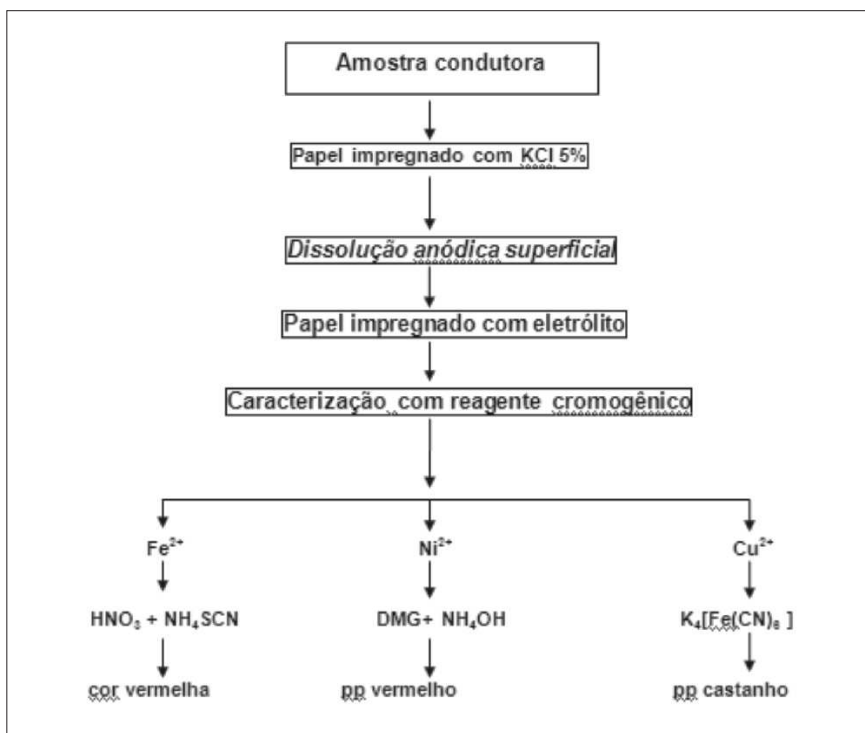 Amostra condutora
Papel impregnado com KCl 5%
Dissolução anódica superficial
Papel impregnado com eletrólito
Caracterização com reagente cromogênico
Fe²⁺ Ni²⁺ Cu²⁺
HNO₃ + NH₄SCN DMG+ NH₄OH K₄[Fe(CN)₆ ]
cor vermelha pp vermelho pp castanho